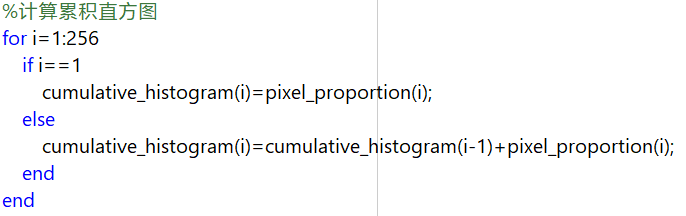 %计算累积直方图
for i=1:256
    if i==1
        cumulative_histogram(i)=pixel_proportion(i);
    else
        cumulative_histogram(i)=cumulative_histogram(i-1)+pixel_proportion(i);
    end
end